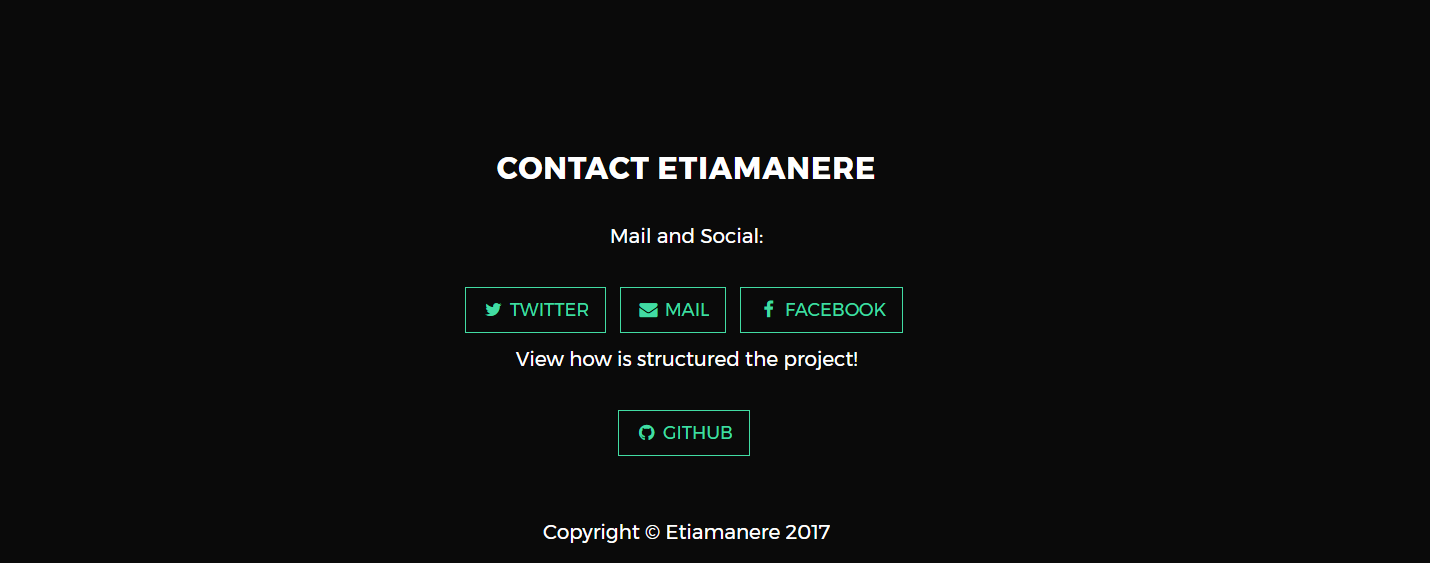 CONTACT ETIAMANERE
Mail and Social:
TWITTER MAIL FACEBOOK
View how is structured the project!
GITHUB
Copyright © Etiamanere 2017